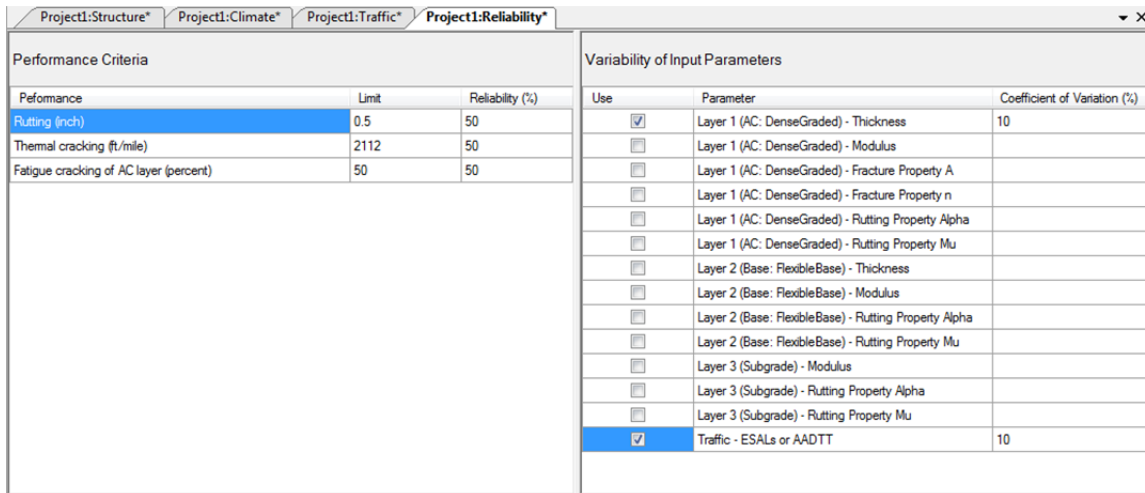 Project1:Structure* Project1:Climate* Project1:Traffic* Project1:Reliability*
Performance Criteria
Peformance Limit Reliability (%)
Rutting (inch) 0.5 50
Thermal cracking (ft/mile) 2112 50
Fatigue cracking of AC layer (percent) 50 50
Variability of Input Parameters
Use Parameter Coefficient of Variation (%)
Layer 1 (AC: DenseGraded) - Thickness 10
Layer 1 (AC: DenseGraded) - Modulus
Layer 1 (AC: DenseGraded) - Fracture Property A
Layer 1 (AC: DenseGraded) - Fracture Property n
Layer 1 (AC: DenseGraded) - Rutting Property Alpha
Layer 1 (AC: DenseGraded) - Rutting Property Mu
Layer 2 (Base: FlexibleBase) - Thickness
Layer 2 (Base: FlexibleBase) - Modulus
Layer 2 (Base: FlexibleBase) - Rutting Property Alpha
Layer 2 (Base: FlexibleBase) - Rutting Property Mu
Layer 3 (Subgrade) - Modulus
Layer 3 (Subgrade) - Rutting Property Alpha
Layer 3 (Subgrade) - Rutting Property Mu
Traffic - ESALs or AADTT 10